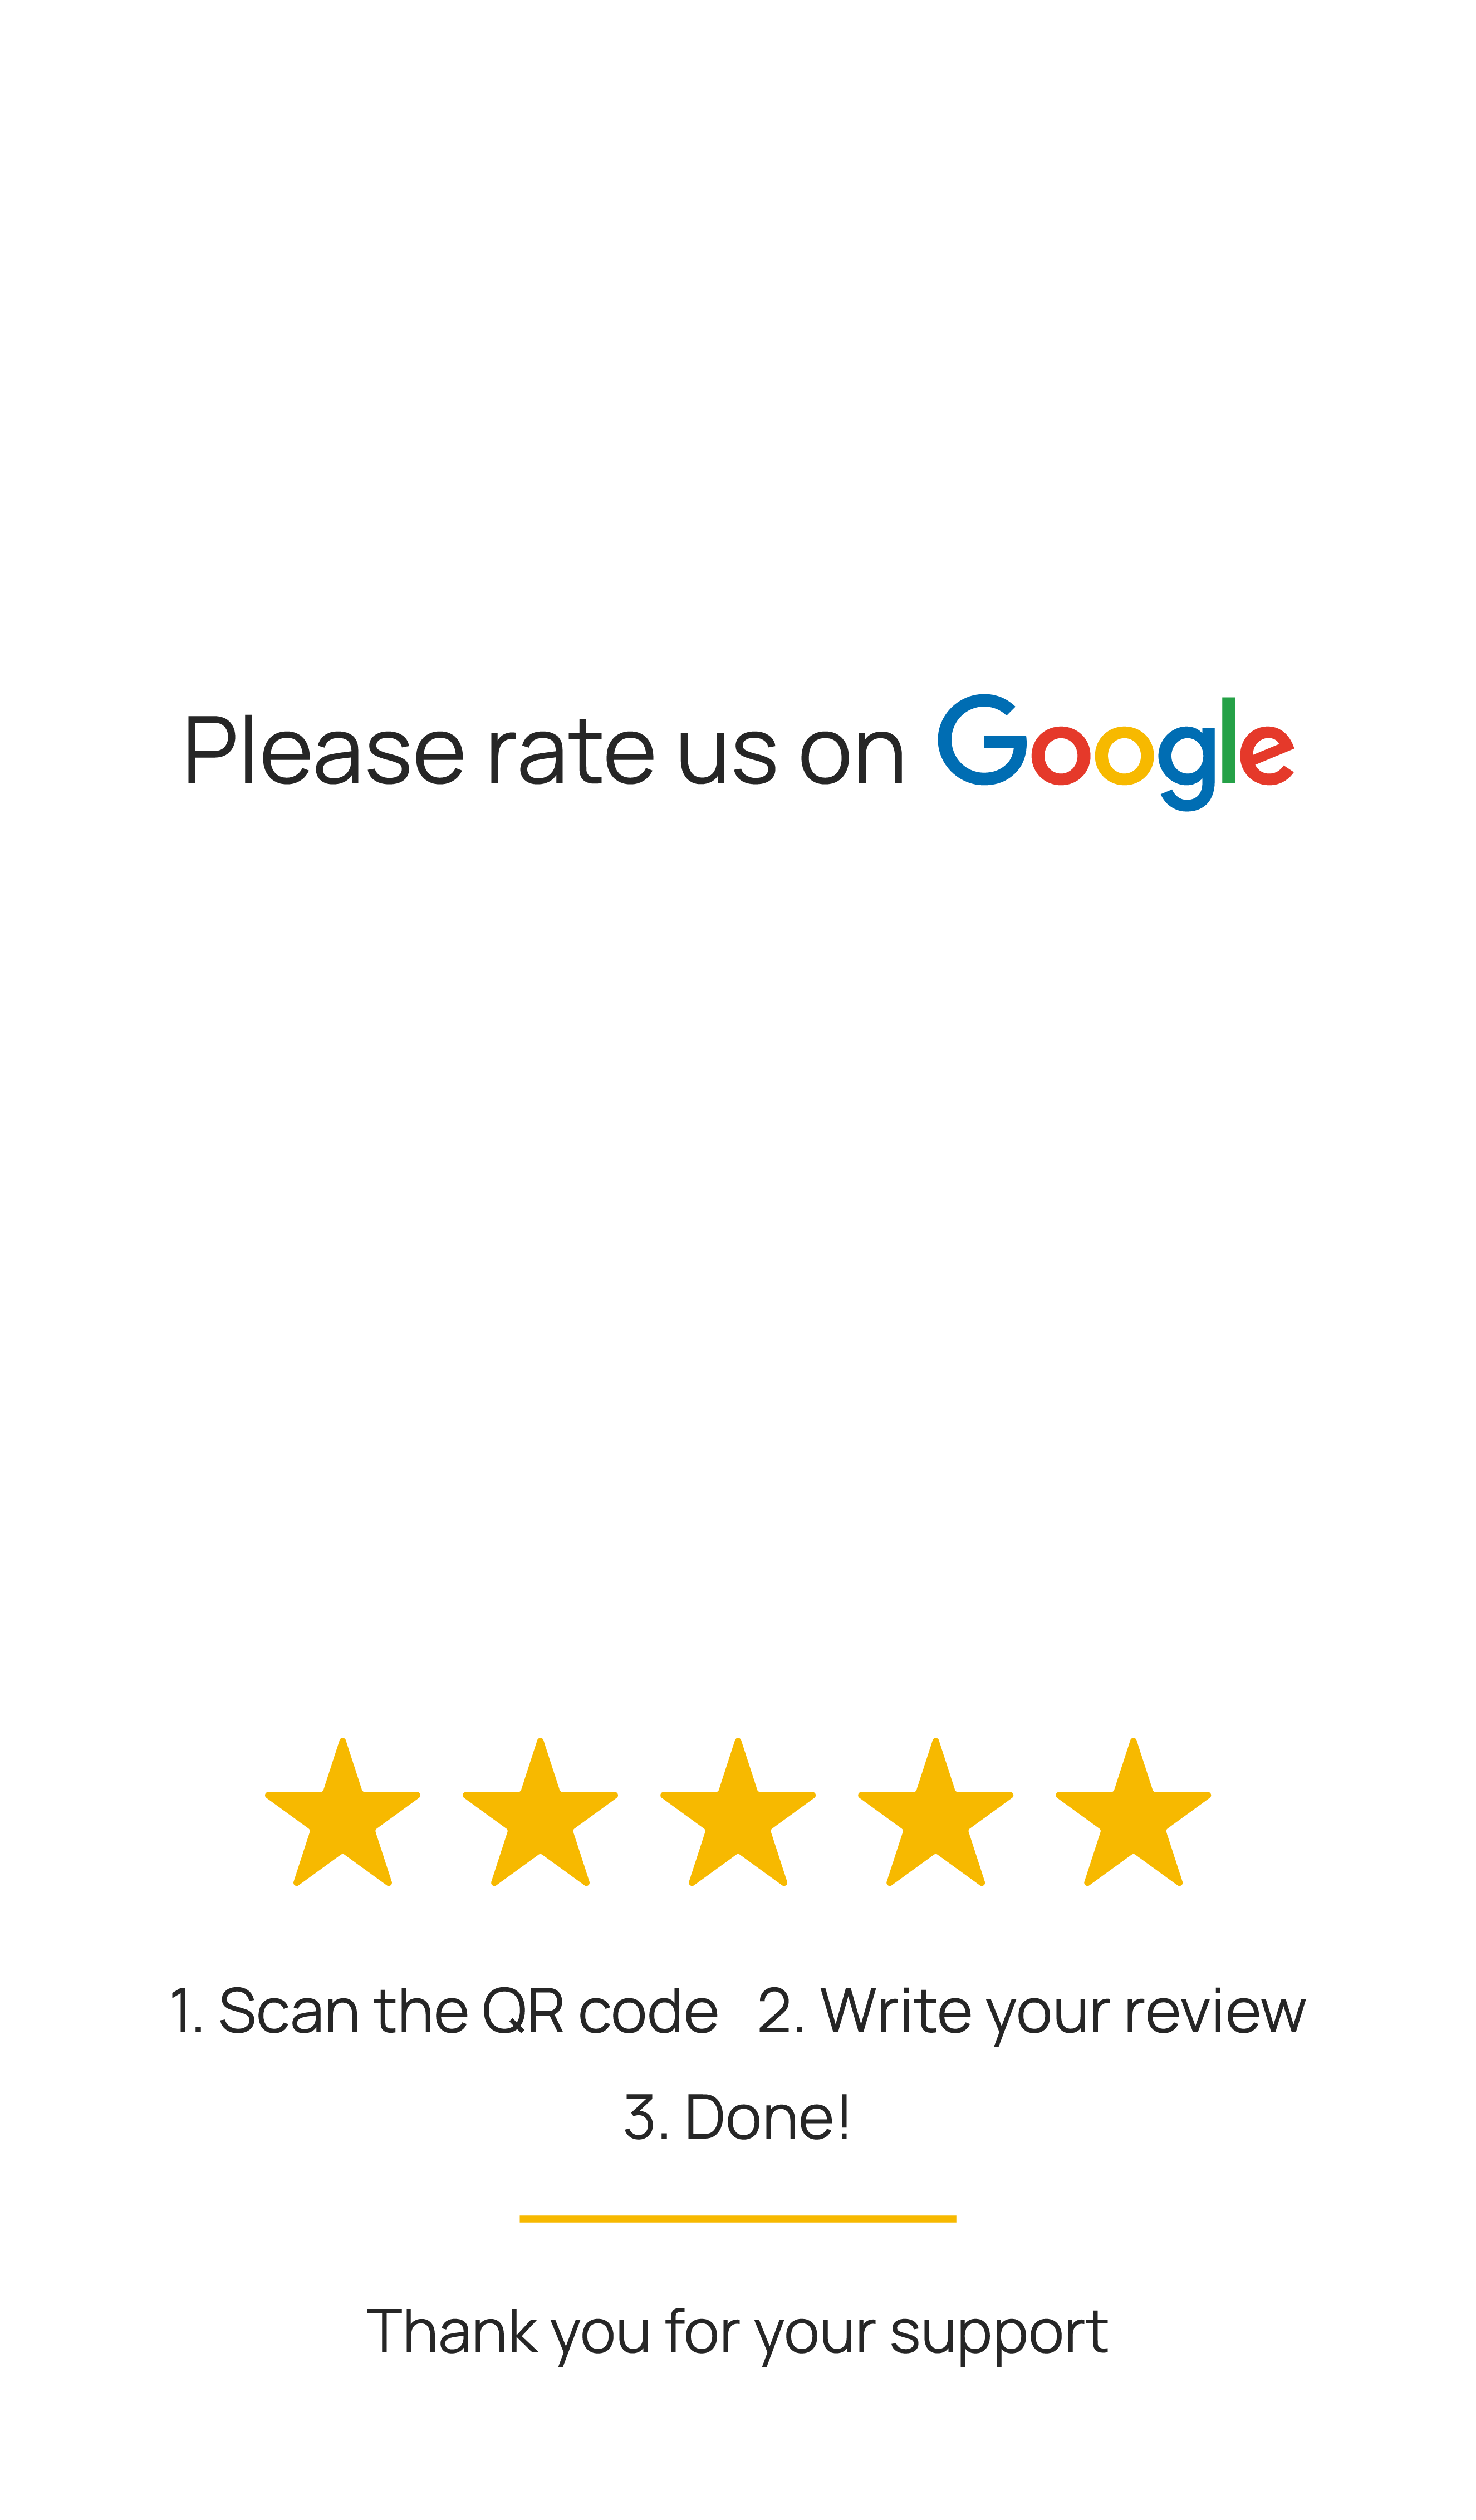 Please rate us on Google
1. Scan the QR code  2. Write your review
3. Done!
Thank you for your support